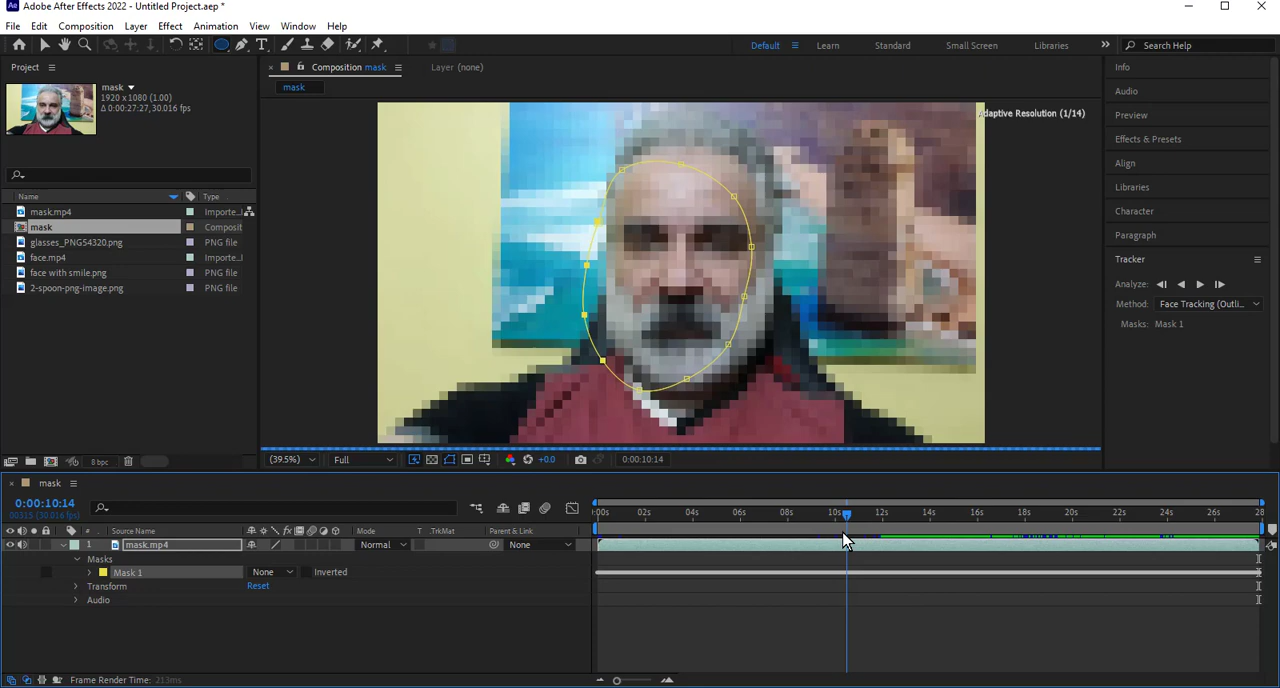 Ae Adobe After Effects 2022 - Untitled Project.aep *
File Edit Composition Layer Effect Animation View Window Help
Default Learn Standard Small Screen Libraries Search Help
Project
Composition mask Layer (none)
Info
mask
1920 x 1080 (1.00)
Δ 0:00:27:27, 30.016 fps
mask
Adaptive Resolution (1/14)
Audio
Preview
Effects & Presets
Align
Libraries
Character
Paragraph
Name Type
mask.mp4 Importe...
mask Composit
glasses_PNG54320.png PNG file
face.mp4 Importe...
face with smile.png PNG file
2-spoon-png-image.png PNG file
Tracker
Analyze:
Method: Face Tracking (Outli...
Masks: Mask 1
8 bpc
(39.5%) Full +0.0 0:00:10:14
mask
0:00:10:14
00315 (30.016 fps)
:00s 02s 04s 06s 08s 10s 12s 14s 16s 18s 20s 22s 24s 26s 28
# Source Name Mode T .TrkMat Parent & Link
1 mask.mp4 Normal None
Masks
Mask 1 None Inverted
Transform Reset
Audio
Frame Render Time: 213ms